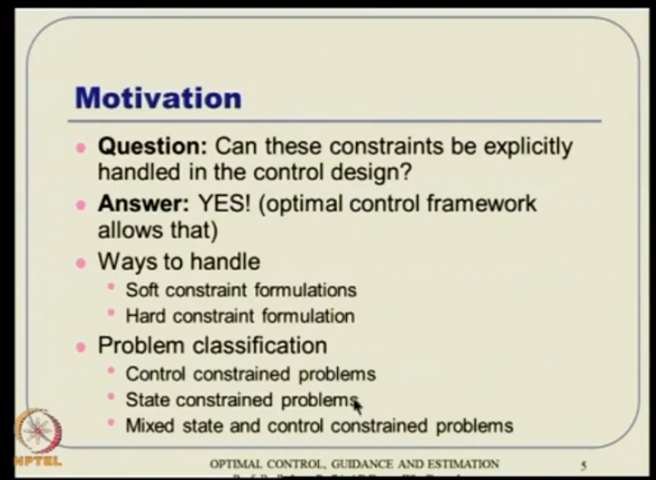 Motivation
Question: Can these constraints be explicitly
handled in the control design?
Answer: YES! (optimal control framework
allows that)
Ways to handle
Soft constraint formulations
Hard constraint formulation
Problem classification
Control constrained problems
State constrained problems
Mixed state and control constrained problems
NPTEL
OPTIMAL CONTROL, GUIDANCE AND ESTIMATION
5